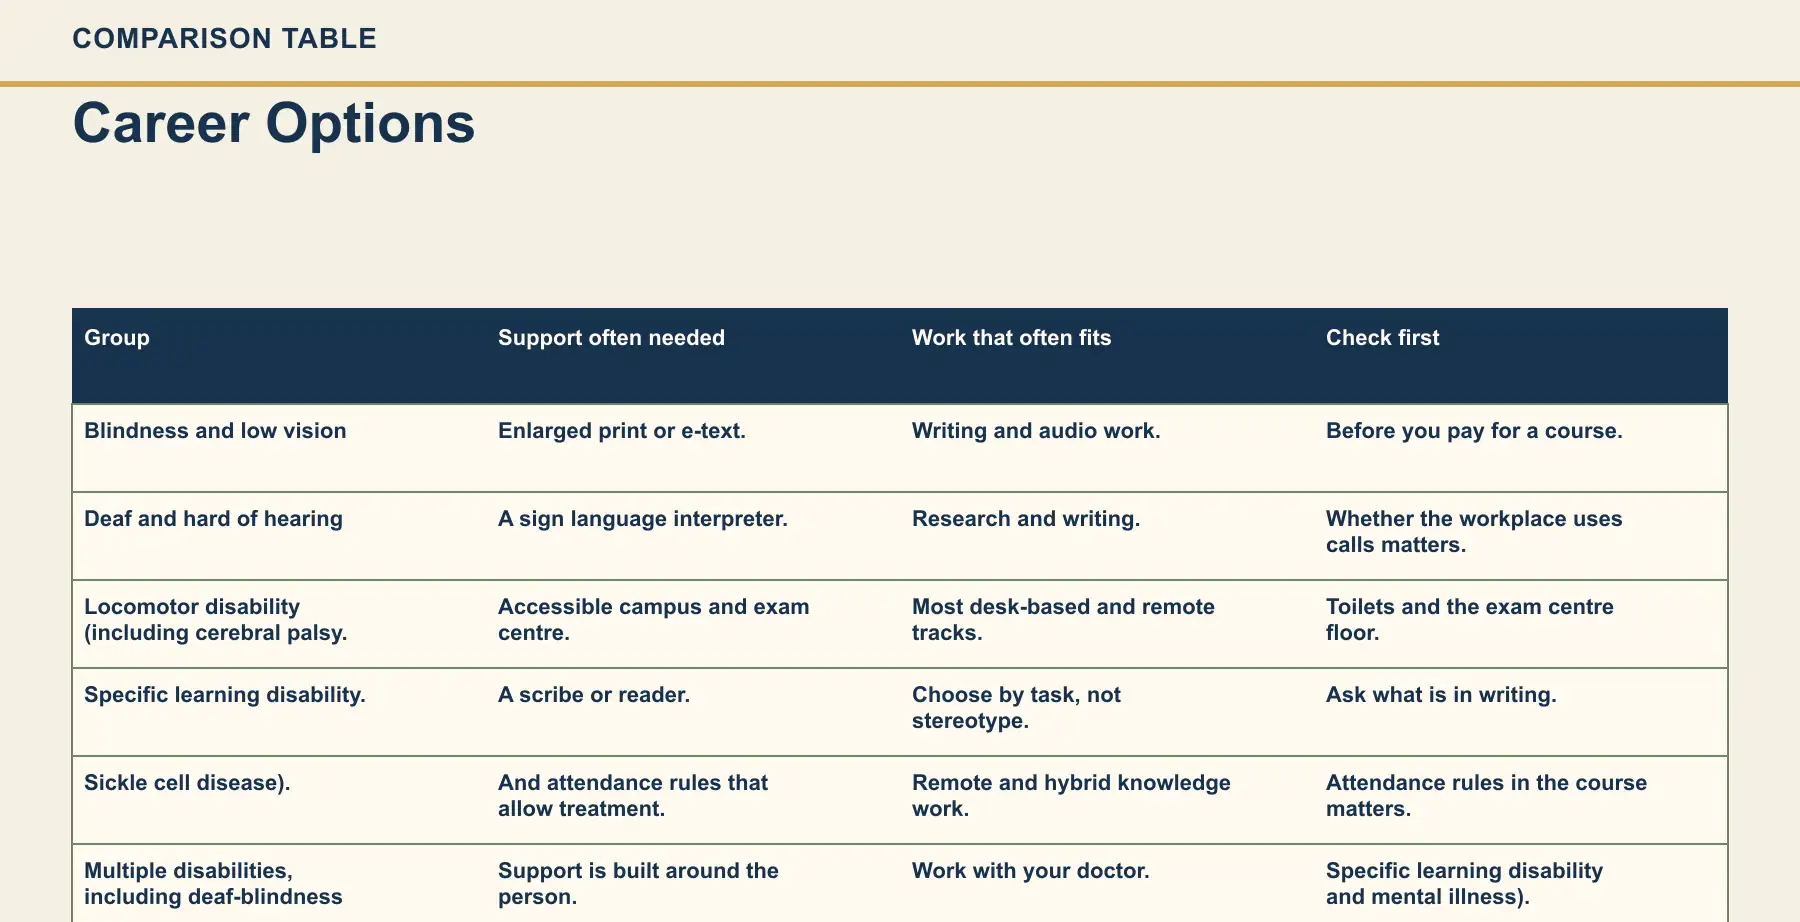 COMPARISON TABLE
Career Options
Group
Support often needed
Work that often fits
Check first
Blindness and low vision
Enlarged print or e-text.
Writing and audio work.
Before you pay for a course.
Deaf and hard of hearing
A sign language interpreter.
Research and writing.
Whether the workplace uses
calls matters.
Locomotor disability
(including cerebral palsy.
Accessible campus and exam
centre.
Most desk-based and remote
tracks.
Toilets and the exam centre
floor.
Specific learning disability.
A scribe or reader.
Choose by task, not
stereotype.
Ask what is in writing.
Sickle cell disease).
And attendance rules that
allow treatment.
Remote and hybrid knowledge
work.
Attendance rules in the course
matters.
Multiple disabilities,
including deaf-blindness
Support is built around the
person.
Work with your doctor.
Specific learning disability
and mental illness).